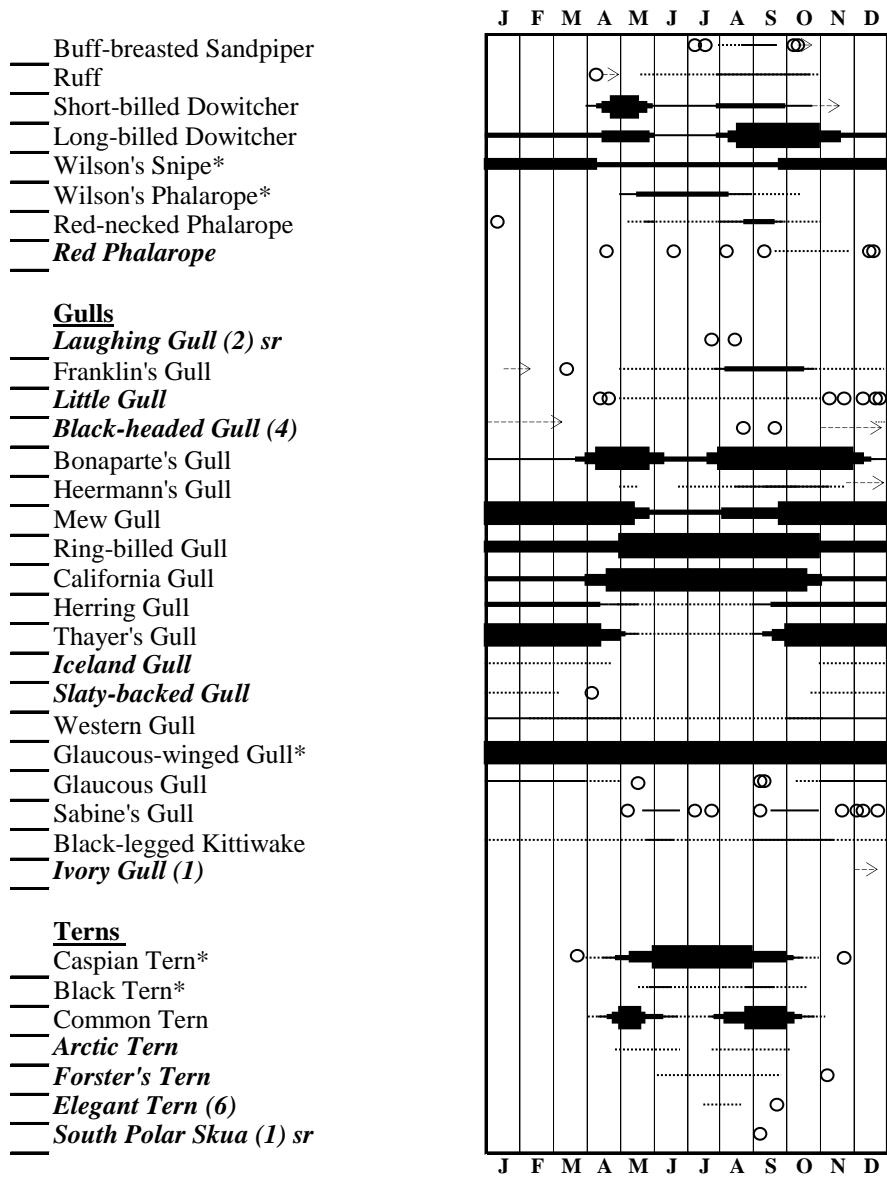 J F M A M J J A S O N D
Buff-breasted Sandpiper
Ruff
Short-billed Dowitcher
Long-billed Dowitcher
Wilson's Snipe*
Wilson's Phalarope*
Red-necked Phalarope
Red Phalarope
Gulls
Laughing Gull (2) sr
Franklin's Gull
Little Gull
Black-headed Gull (4)
Bonaparte's Gull
Heermann's Gull
Mew Gull
Ring-billed Gull
California Gull
Herring Gull
Thayer's Gull
Iceland Gull
Slaty-backed Gull
Western Gull
Glaucous-winged Gull*
Glaucous Gull
Sabine's Gull
Black-legged Kittiwake
Ivory Gull (1)
Terns
Caspian Tern*
Black Tern*
Common Tern
Arctic Tern
Forster's Tern
Elegant Tern (6)
South Polar Skua (1) sr
J F M A M J J A S O N D